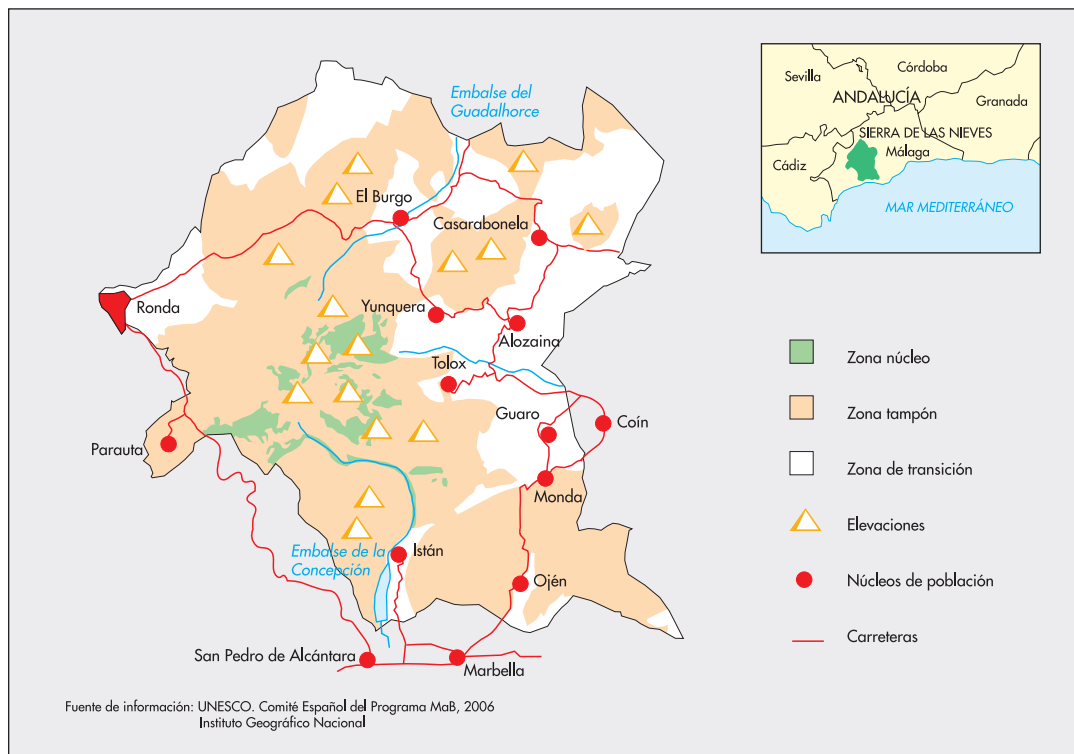 Embalse del
Guadalhorce
El Burgo
Casarabonela
Ronda
Yunquera
Alozaina
Tolox
Guaro
Coín
Parauta
Monda
Embalse de la
Concepción
Istán
Ojén
San Pedro de Alcántara
Marbella
Sevilla
Córdoba
ANDALUCÍA
Granada
SIERRA DE LAS NIEVES
Málaga
Cádiz
MAR MEDITERRÁNEO
Zona núcleo
Zona tampón
Zona de transición
Elevaciones
Núcleos de población
Carreteras
Fuente de información: UNESCO. Comité Español del Programa MaB, 2006
Instituto Geográfico Nacional